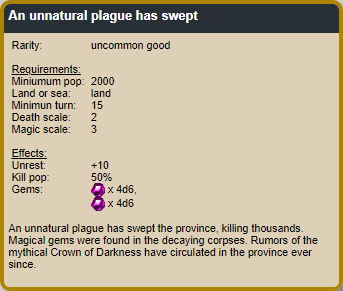 An unnatural plague has swept
Rarity: uncommon good
Requirements:
Miniumum pop: 2000
Land or sea: land
Minimun turn: 15
Death scale: 2
Magic scale: 3
Effects:
Unrest: +10
Kill pop: 50%
Gems: x 4d6,
x 4d6
An unnatural plague has swept the province, killing thousands.
Magical gems were found in the decaying corpses. Rumors of the
mythical Crown of Darkness have circulated in the province ever
since.